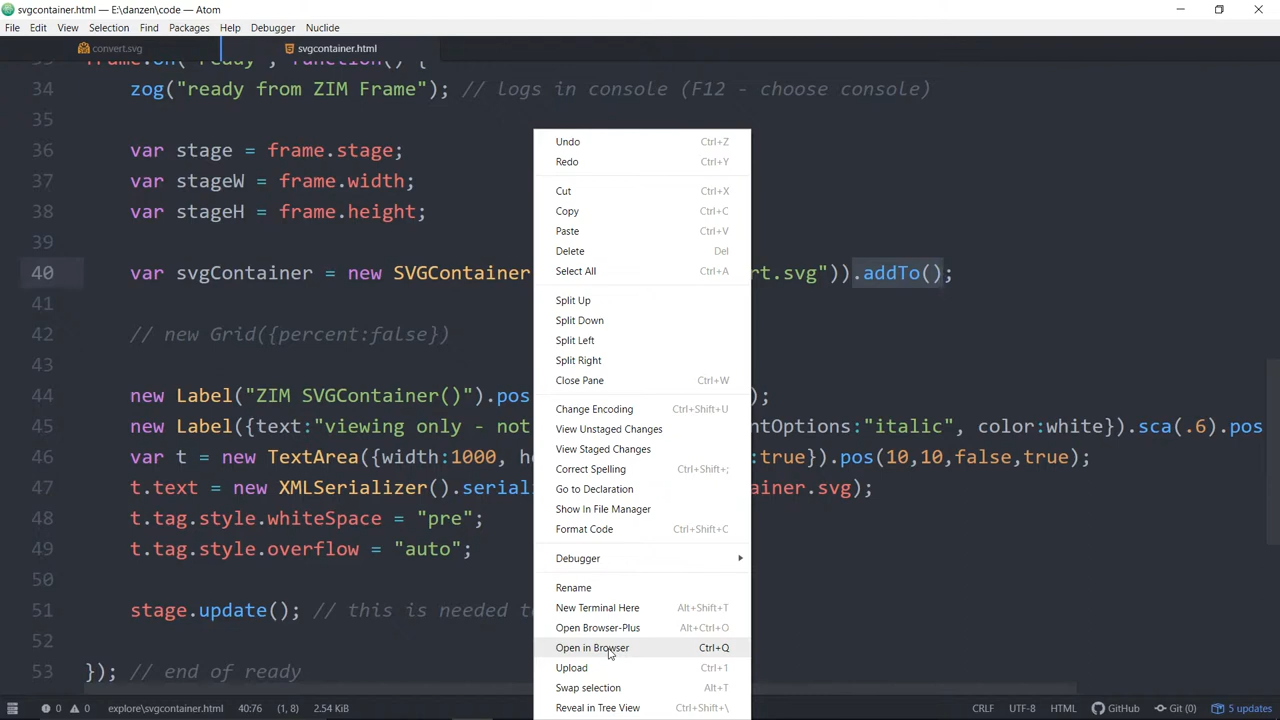 svgcontainer.html — E:\danzen\code — Atom
File Edit View Selection Find Packages Help Debugger Nuclide
convert.svg svgcontainer.html
34 zog("ready from ZIM Frame"); // logs in console (F12 - choose console)
35
36 var stage = frame.stage;
37 var stageW = frame.width;
38 var stageH = frame.height;
39
40 var svgContainer = new SVGContainer rt.svg")).addTo();
41
42 // new Grid({percent:false})
43
44 new Label("ZIM SVGContainer()").pos );
45 new Label({text:"viewing only - not ntOptions:"italic", color:white}).sca(.6).pos
46 var t = new TextArea({width:1000, he :true}).pos(10,10,false,true);
47 t.text = new XMLSerializer().serial ainer.svg);
48 t.tag.style.whiteSpace = "pre";
49 t.tag.style.overflow = "auto";
50
51 stage.update(); // this is needed t
52
53 }); // end of ready
Undo Ctrl+Z
Redo Ctrl+Y
Cut Ctrl+X
Copy Ctrl+C
Paste Ctrl+V
Delete Del
Select All Ctrl+A
Split Up
Split Down
Split Left
Split Right
Close Pane Ctrl+W
Change Encoding Ctrl+Shift+U
View Unstaged Changes
View Staged Changes
Correct Spelling Ctrl+Shift+;
Go to Declaration
Show In File Manager
Format Code Ctrl+Shift+C
Debugger
Rename
New Terminal Here Alt+Shift+T
Open Browser-Plus Alt+Ctrl+O
Open in Browser Ctrl+Q
Upload Ctrl+1
Swap selection Alt+T
Reveal in Tree View Ctrl+Shift+\
0 0 explore\svgcontainer.html 40:76 2.54 KiB CRLF UTF-8 HTML GitHub Git (0) 5 updates